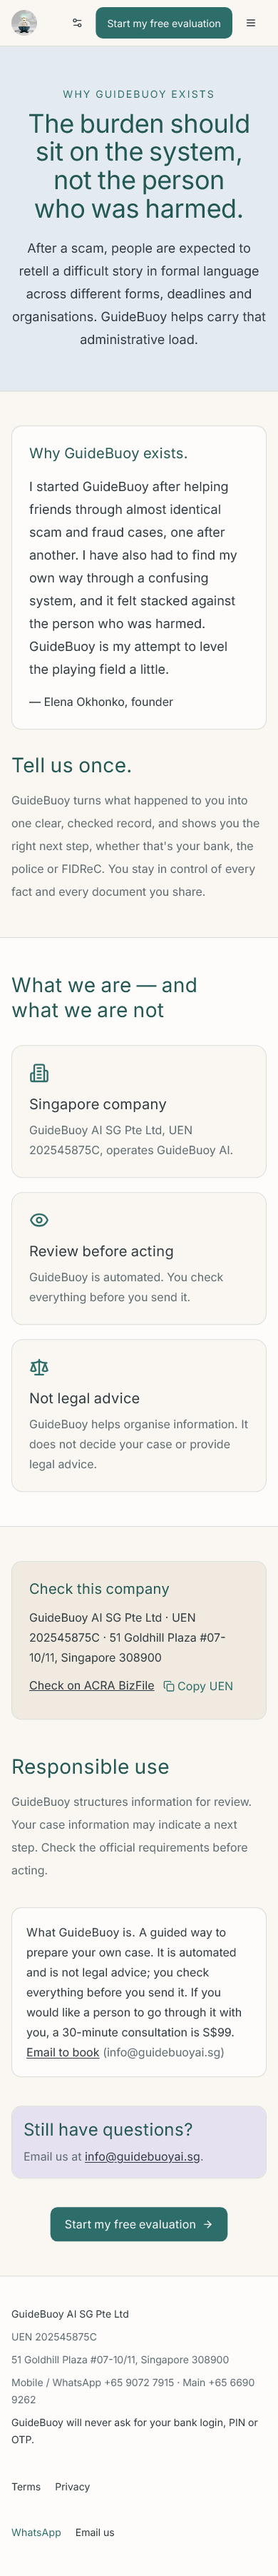 Start my free evaluation
WHY GUIDEBUOY EXISTS
The burden should
sit on the system,
not the person
who was harmed.
After a scam, people are expected to
retell a difficult story in formal language
across different forms, deadlines and
organisations. GuideBuoy helps carry that
administrative load.
Why GuideBuoy exists.
I started GuideBuoy after helping
friends through almost identical
scam and fraud cases, one after
another. I have also had to find my
own way through a confusing
system, and it felt stacked against
the person who was harmed.
GuideBuoy is my attempt to level
the playing field a little.
— Elena Okhonko, founder
Tell us once.
GuideBuoy turns what happened to you into
one clear, checked record, and shows you the
right next step, whether that's your bank, the
police or FIDReC. You stay in control of every
fact and every document you share.
What we are — and
what we are not
Singapore company
GuideBuoy AI SG Pte Ltd, UEN
202545875C, operates GuideBuoy AI.
Review before acting
GuideBuoy is automated. You check
everything before you send it.
Not legal advice
GuideBuoy helps organise information. It
does not decide your case or provide
legal advice.
Check this company
GuideBuoy AI SG Pte Ltd · UEN
202545875C · 51 Goldhill Plaza #07-
10/11, Singapore 308900
Check on ACRA BizFile Copy UEN
Responsible use
GuideBuoy structures information for review.
Your case information may indicate a next
step. Check the official requirements before
acting.
What GuideBuoy is. A guided way to
prepare your own case. It is automated
and is not legal advice; you check
everything before you send it. If you
would like a person to go through it with
you, a 30-minute consultation is S$99.
Email to book (info@guidebuoyai.sg)
Still have questions?
Email us at info@guidebuoyai.sg.
Start my free evaluation →
GuideBuoy AI SG Pte Ltd
UEN 202545875C
51 Goldhill Plaza #07-10/11, Singapore 308900
Mobile / WhatsApp +65 9072 7915 · Main +65 6690
9262
GuideBuoy will never ask for your bank login, PIN or
OTP.
Terms Privacy
WhatsApp Email us